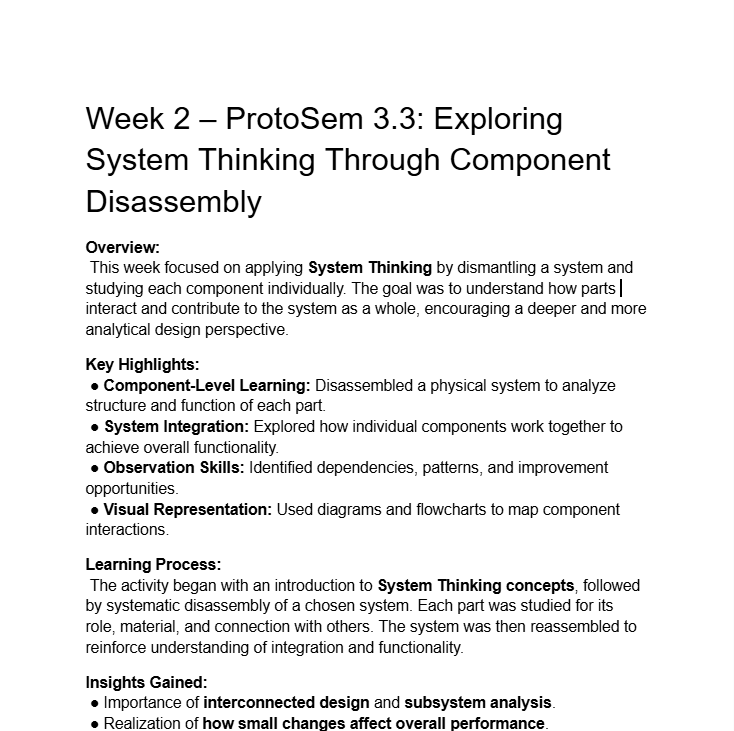 Week 2 – ProtoSem 3.3: Exploring
System Thinking Through Component
Disassembly
Overview:
This week focused on applying System Thinking by dismantling a system and
studying each component individually. The goal was to understand how parts
interact and contribute to the system as a whole, encouraging a deeper and more
analytical design perspective.
Key Highlights:
● Component-Level Learning: Disassembled a physical system to analyze
structure and function of each part.
● System Integration: Explored how individual components work together to
achieve overall functionality.
● Observation Skills: Identified dependencies, patterns, and improvement
opportunities.
● Visual Representation: Used diagrams and flowcharts to map component
interactions.
Learning Process:
The activity began with an introduction to System Thinking concepts, followed
by systematic disassembly of a chosen system. Each part was studied for its
role, material, and connection with others. The system was then reassembled to
reinforce understanding of integration and functionality.
Insights Gained:
● Importance of interconnected design and subsystem analysis.
● Realization of how small changes affect overall performance.